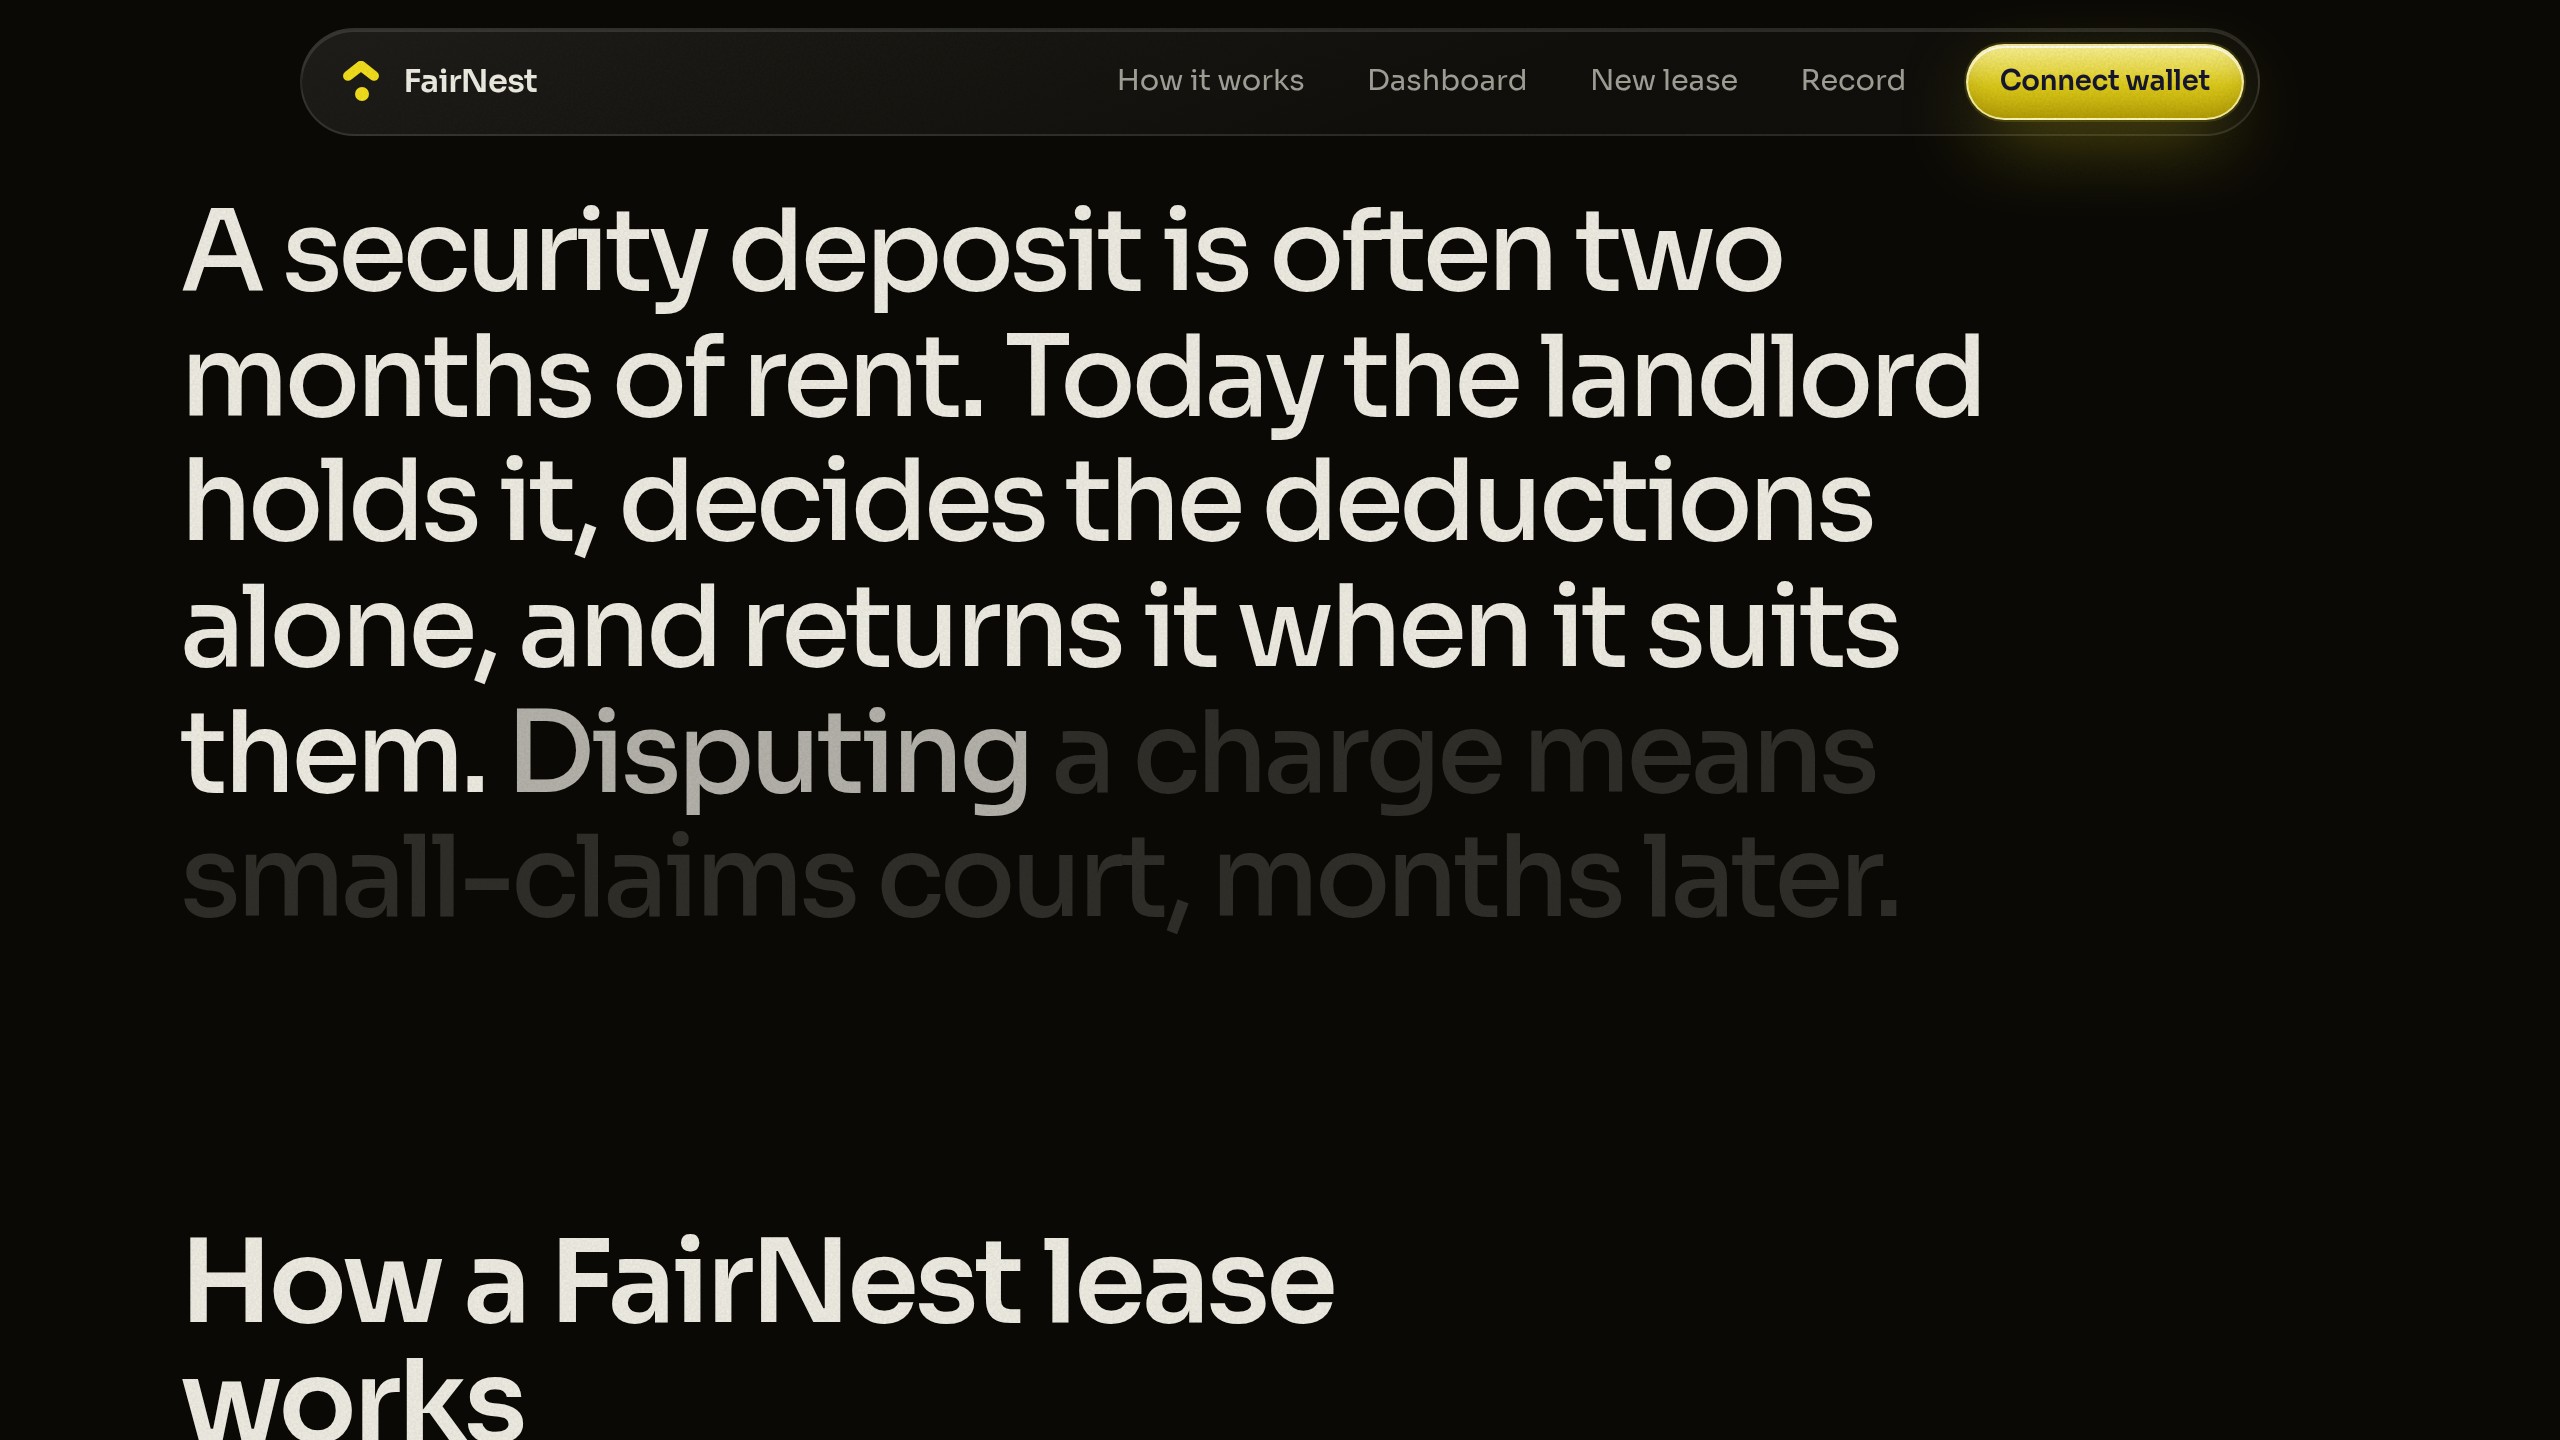 FairNest
How it works
Dashboard
New lease
Record
Connect wallet
A security deposit is often two
months of rent. Today the landlord
holds it, decides the deductions
alone, and returns it when it suits
them. Disputing a charge means
small-claims court, months later.
How a FairNest lease
works